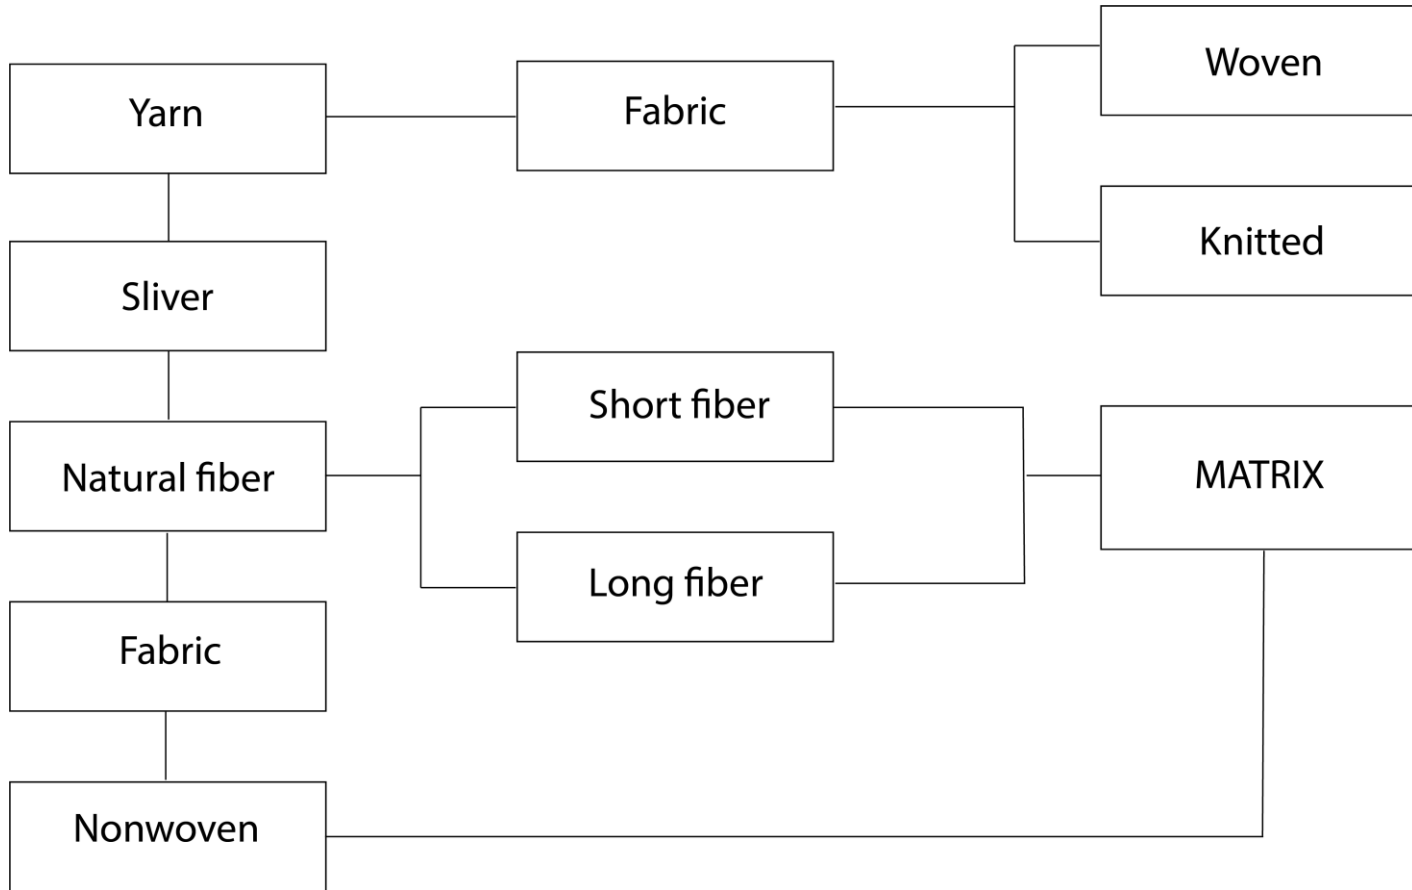 Yarn
Fabric
Woven
Knitted
Sliver
Short fiber
Natural fiber
MATRIX
Long fiber
Fabric
Nonwoven